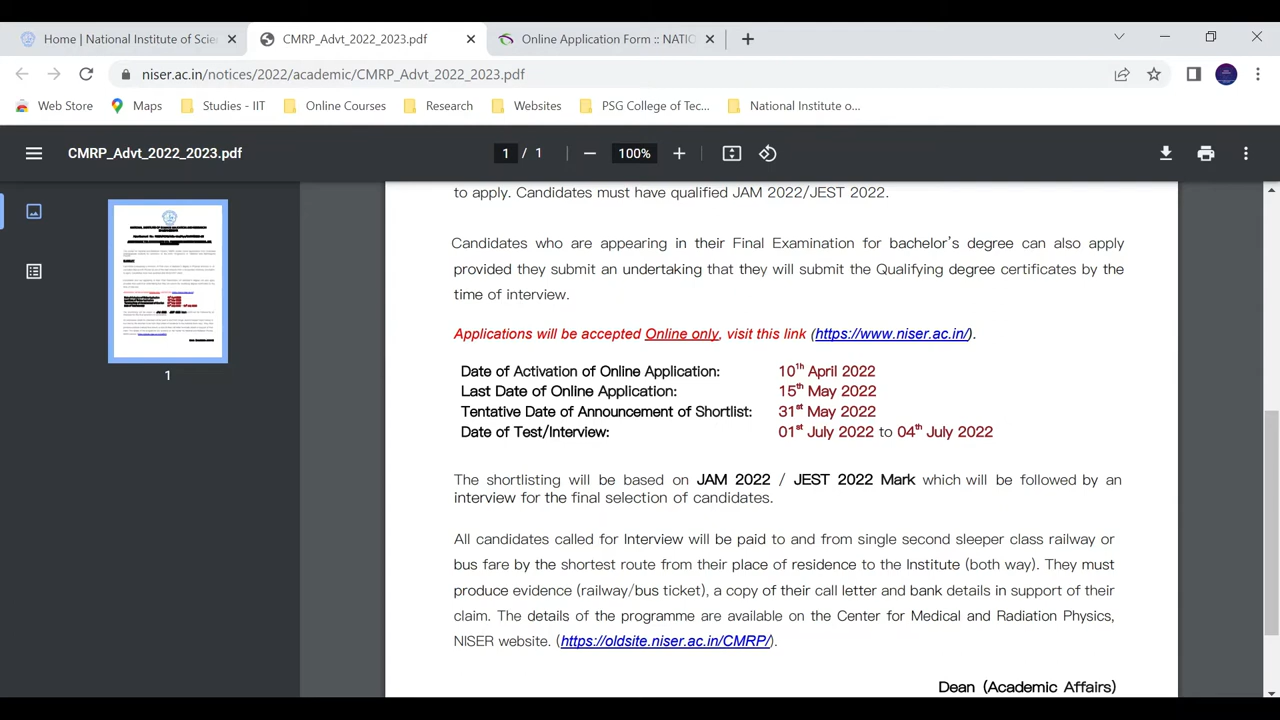 Home | National Institute of Scien
CMRP_Advt_2022_2023.pdf
Online Application Form :: NATIO
niser.ac.in/notices/2022/academic/CMRP_Advt_2022_2023.pdf
Web Store
Maps
Studies - IIT
Online Courses
Research
Websites
PSG College of Tec...
National Institute o...
CMRP_Advt_2022_2023.pdf
1 / 1
100%
1
to apply. Candidates must have qualified JAM 2022/JEST 2022.
Candidates who are appearing in their Final Examination for bachelor's degree can also apply
provided they submit an undertaking that they will submit the Qualifying degree certificates by the
time of interview.
Applications will be accepted Online only, visit this link (https://www.niser.ac.in/).
Date of Activation of Online Application: 10th April 2022
Last Date of Online Application: 15th May 2022
Tentative Date of Announcement of Shortlist: 31st May 2022
Date of Test/Interview: 01st July 2022 to 04th July 2022
The shortlisting will be based on JAM 2022 / JEST 2022 Mark which will be followed by an
interview for the final selection of candidates.
All candidates called for Interview will be paid to and from single second sleeper class railway or
bus fare by the shortest route from their place of residence to the Institute (both way). They must
produce evidence (railway/bus ticket), a copy of their call letter and bank details in support of their
claim. The details of the programme are available on the Center for Medical and Radiation Physics,
NISER website. (https://oldsite.niser.ac.in/CMRP/).
Dean (Academic Affairs)